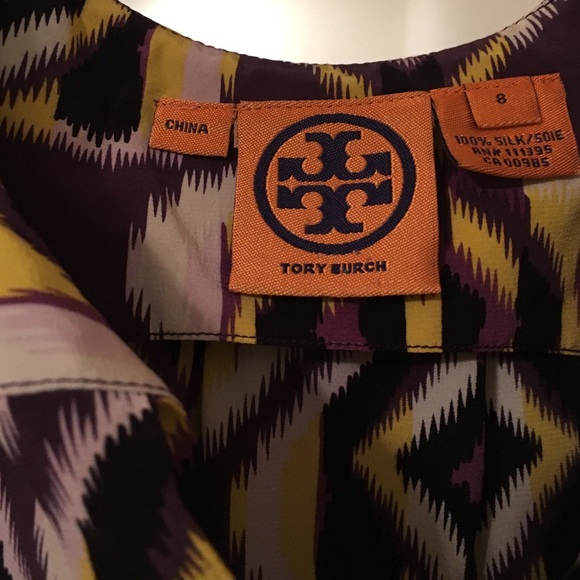 CHINA
TORY BURCH
8
100% SILK/SOIE
RN# 111395
CA 00985